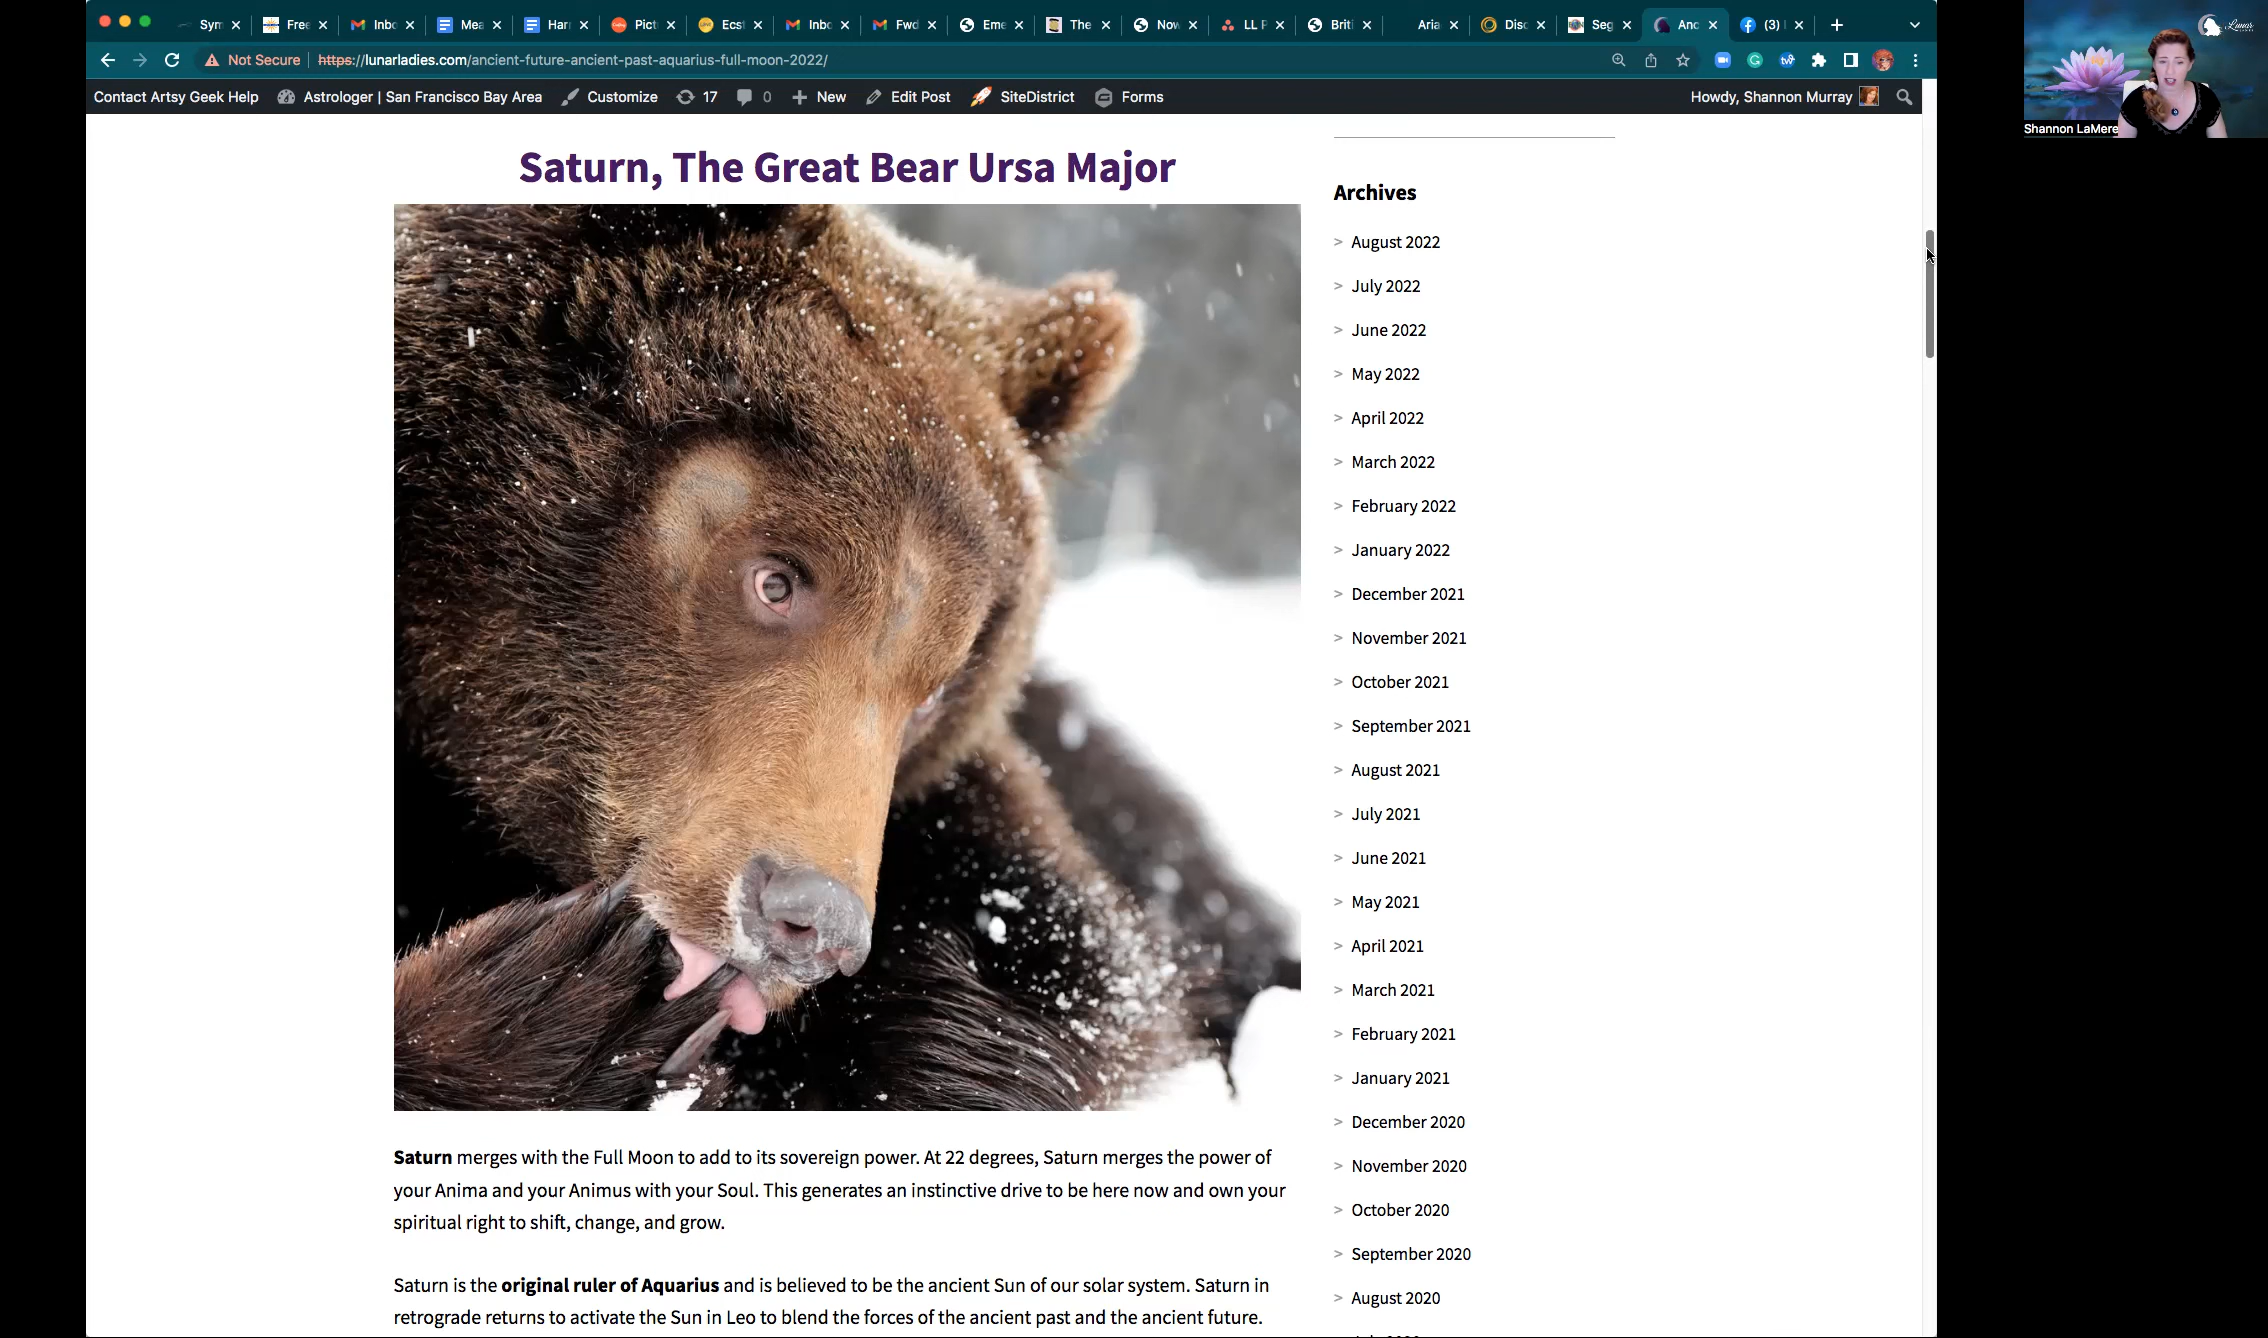 Sym
Free
Inbo
Mea
Harr
Pict
Ecst
Inbo
Fwd
Eme
The
Now
LL P
Briti
Aria
Disc
Seg
Anc
(3)
Not Secure
https://lunarladies.com/ancient-future-ancient-past-aquarius-full-moon-2022/
Contact Artsy Geek Help
Astrologer | San Francisco Bay Area
Customize
17
0
New
Edit Post
SiteDistrict
Forms
Howdy, Shannon Murray
Lunar
Shannon LaMere
Saturn, The Great Bear Ursa Major
Saturn merges with the Full Moon to add to its sovereign power. At 22 degrees, Saturn merges the power of
your Anima and your Animus with your Soul. This generates an instinctive drive to be here now and own your
spiritual right to shift, change, and grow.
Saturn is the original ruler of Aquarius and is believed to be the ancient Sun of our solar system. Saturn in
retrograde returns to activate the Sun in Leo to blend the forces of the ancient past and the ancient future.
Archives
> August 2022
> July 2022
> June 2022
> May 2022
> April 2022
> March 2022
> February 2022
> January 2022
> December 2021
> November 2021
> October 2021
> September 2021
> August 2021
> July 2021
> June 2021
> May 2021
> April 2021
> March 2021
> February 2021
> January 2021
> December 2020
> November 2020
> October 2020
> September 2020
> August 2020